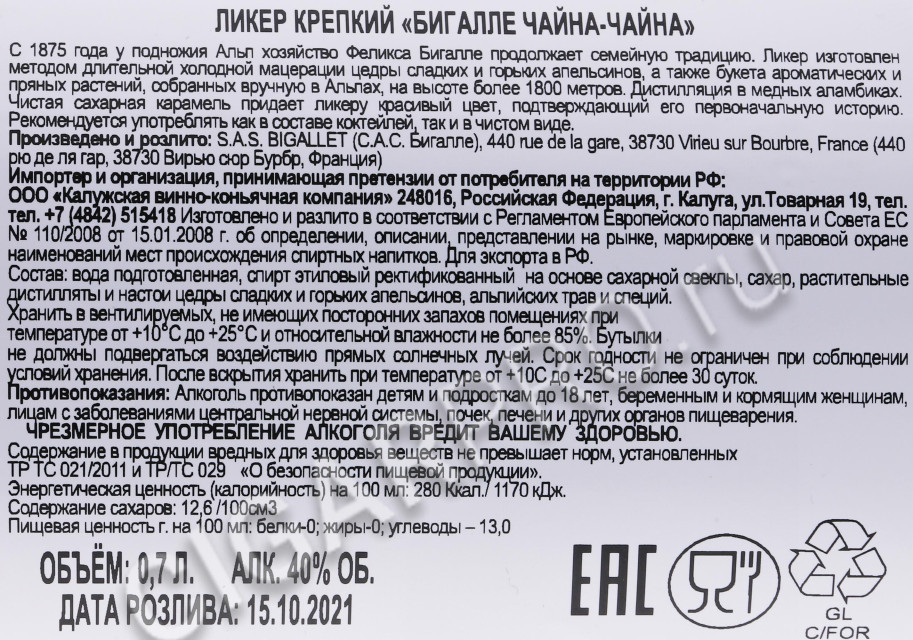 ЛИКЕР КРЕПКИЙ «БИГАЛЛЕ ЧАЙНА-ЧАЙНА»
С 1875 года у подножия Альп хозяйство Феликса Бигалле продолжает семейную традицию. Ликер изготовлен
методом длительной холодной мацерации цедры сладких и горьких апельсинов, а также букета ароматических и
пряных растений, собранных вручную в Альпах, на высоте более 1800 метров. Дистилляция в медных аламбиках.
Чистая сахарная карамель придает ликеру красивый цвет, подтверждающий его первоначальную историю.
Рекомендуется употреблять как в составе коктейлей, так и в чистом виде.
Произведено и розлито: S.A.S. BIGALLET (С.А.С. Бигалле), 440 rue de la gare, 38730 Virieu sur Bourbre, France (440
рю де ля гар, 38730 Вирью сюр Бурбр, Франция)
Импортер и организация, принимающая претензии от потребителя на территории РФ:
ООО «Калужская винно-коньячная компания» 248016, Российская Федерация, г. Калуга, ул.Товарная 19, тел.
тел. +7 (4842) 515418 Изготовлено и разлито в соответствии с Регламентом Европейского парламента и Совета ЕС
№ 110/2008 от 15.01.2008 г. об определении, описании, представлении на рынке, маркировке и правовой охране
наименований мест происхождения спиртных напитков. Для экспорта в РФ.
Состав: вода подготовленная, спирт этиловый ректификованный на основе сахарной свеклы, сахар, растительные
дистилляты и настои цедры сладких и горьких апельсинов, альпийских трав и специй.
Хранить в вентилируемых, не имеющих посторонних запахов помещениях при
температуре от +10°С до +25°С и относительной влажности не более 85%. Бутылки
не должны подвергаться воздействию прямых солнечных лучей. Срок годности не ограничен при соблюдении
условий хранения. После вскрытия хранить при температуре от +10С до +25С не более 30 суток.
Противопоказания: Алкоголь противопоказан детям и подросткам до 18 лет, беременным и кормящим женщинам,
лицам с заболеваниями центральной нервной системы, почек, печени и других органов пищеварения.
ЧРЕЗМЕРНОЕ УПОТРЕБЛЕНИЕ АЛКОГОЛЯ ВРЕДИТ ВАШЕМУ ЗДОРОВЬЮ.
Содержание в продукции вредных для здоровья веществ не превышает норм, установленных
ТР ТС 021/2011 и ТР/ТС 029 «О безопасности пищевой продукции».
Энергетическая ценность (калорийность) на 100 мл: 280 Ккал./ 1170 кДж.
Содержание сахаров: 12,6 /100см3
Пищевая ценность г. на 100 мл: белки-0; жиры-0; углеводы – 13,0
ОБЪЁМ: 0,7 Л. АЛК. 40% ОБ.
ДАТА РОЗЛИВА: 15.10.2021
EAC
GL
C/FOR
CIGARPRO.ru